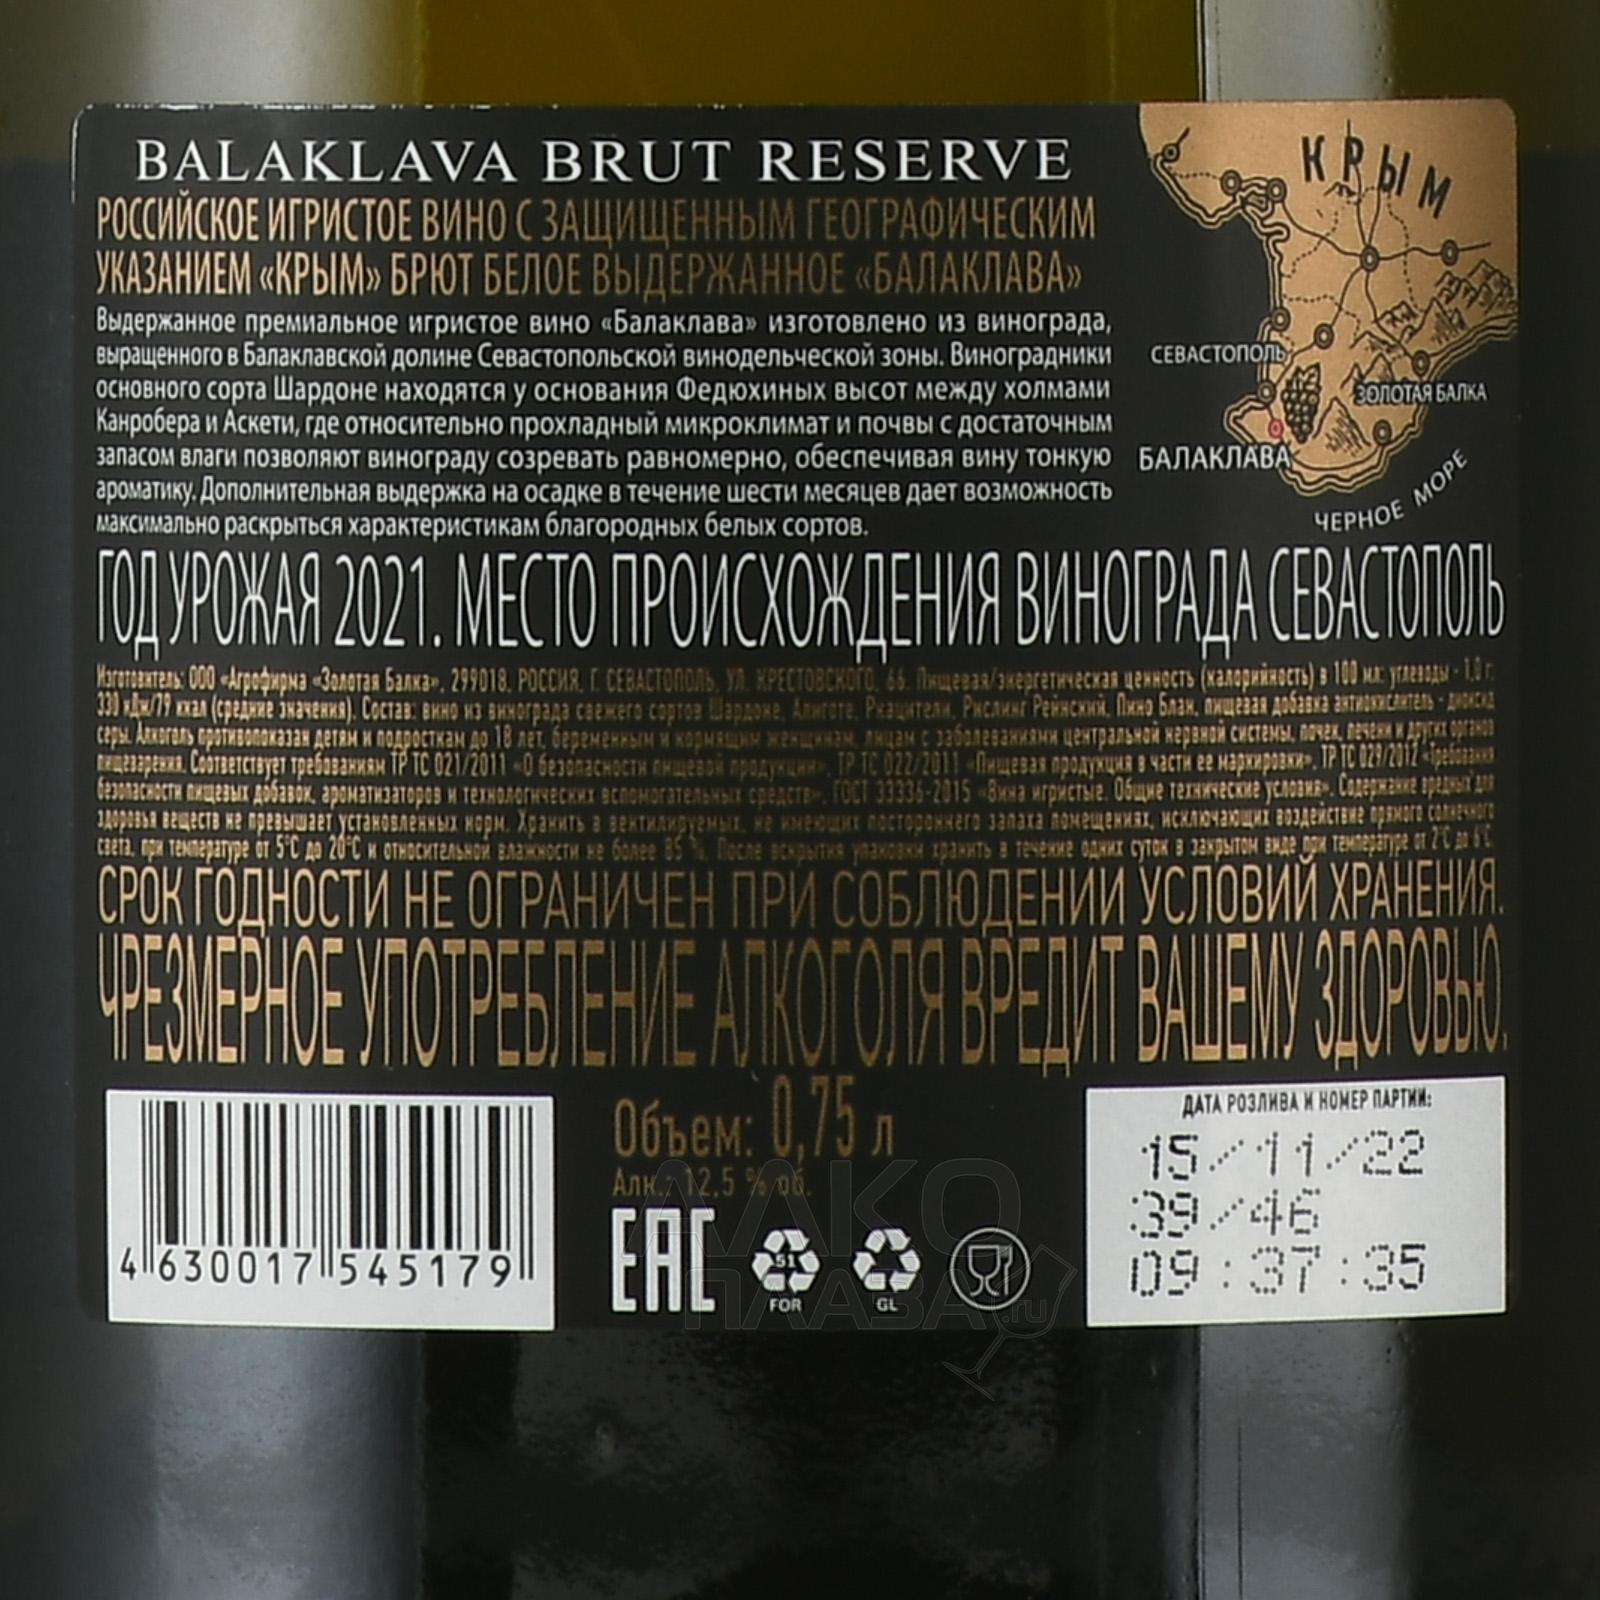 BALAKLAVA BRUT RESERVE
РОССИЙСКОЕ ИГРИСТОЕ ВИНО С ЗАЩИЩЕННЫМ ГЕОГРАФИЧЕСКИМ
УКАЗАНИЕМ «КРЫМ» БРЮТ БЕЛОЕ ВЫДЕРЖАННОЕ «БАЛАКЛАВА»
Выдержанное премиальное игристое вино «Балаклава» изготовлено из винограда,
выращенного в Балаклавской долине Севастопольской винодельческой зоны. Виноградники
основного сорта Шардоне находятся у основания Федюхиных высот между холмами
Канробера и Аскети, где относительно прохладный микроклимат и почвы с достаточным
запасом влаги позволяют винограду созревать равномерно, обеспечивая вину тонкую
ароматику. Дополнительная выдержка на осадке в течение шести месяцев дает возможность
максимально раскрыться характеристикам благородных белых сортов.
КРЫМ
СЕВАСТОПОЛЬ
ЗОЛОТАЯ БАЛКА
БАЛАКЛАВА
ЧЕРНОЕ МОРЕ
ГОД УРОЖАЯ 2021. МЕСТО ПРОИСХОЖДЕНИЯ ВИНОГРАДА СЕВАСТОПОЛЬ
Изготовитель: ООО «Агрофирма «Золотая Балка», 299018, РОССИЯ, Г. СЕВАСТОПОЛЬ, УЛ. КРЕСТОВСКОГО, 66. Пищевая/энергетическая ценность (калорийность) в 100 мл: углеводы - 1,0 г;
330 кДж/79 ккал (средние значения). Состав: вино из винограда свежего сортов Шардоне, Алиготе, Ркацители, Рислинг Рейнский, Пино Блан, пищевая добавка антиокислитель - диоксид
серы. Алкоголь противопоказан детям и подросткам до 18 лет, беременным и кормящим женщинам, лицам с заболеваниями центральной нервной системы, почек, печени и других органов
пищеварения. Соответствует требованиям ТР ТС 021/2011 «О безопасности пищевой продукции», ТР ТС 022/2011 «Пищевая продукция в части ее маркировки», ТР ТС 029/2012 «Требования
безопасности пищевых добавок, ароматизаторов и технологических вспомогательных средств». ГОСТ 33336-2015 «Вина игристые. Общие технические условия». Содержание вредных для
здоровья веществ не превышает установленных норм. Хранить в вентилируемых, не имеющих постороннего запаха помещениях, исключающих воздействие прямого солнечного
света, при температуре от 5°С до 20°С и относительной влажности не более 85 %. После вскрытия упаковки хранить в течение одних суток в закрытом виде при температуре от 2°С до 6°С.
СРОК ГОДНОСТИ НЕ ОГРАНИЧЕН ПРИ СОБЛЮДЕНИИ УСЛОВИЙ ХРАНЕНИЯ.
ЧРЕЗМЕРНОЕ УПОТРЕБЛЕНИЕ АЛКОГОЛЯ ВРЕДИТ ВАШЕМУ ЗДОРОВЬЮ.
4 630017 545179
Объем: 0,75 л
Алк.: 12,5 % об.
EAC
51
FOR
GL
АЛКО
ПЛАЗА.ru
ДАТА РОЗЛИВА И НОМЕР ПАРТИИ:
15/11/22
39/46
09:37:35